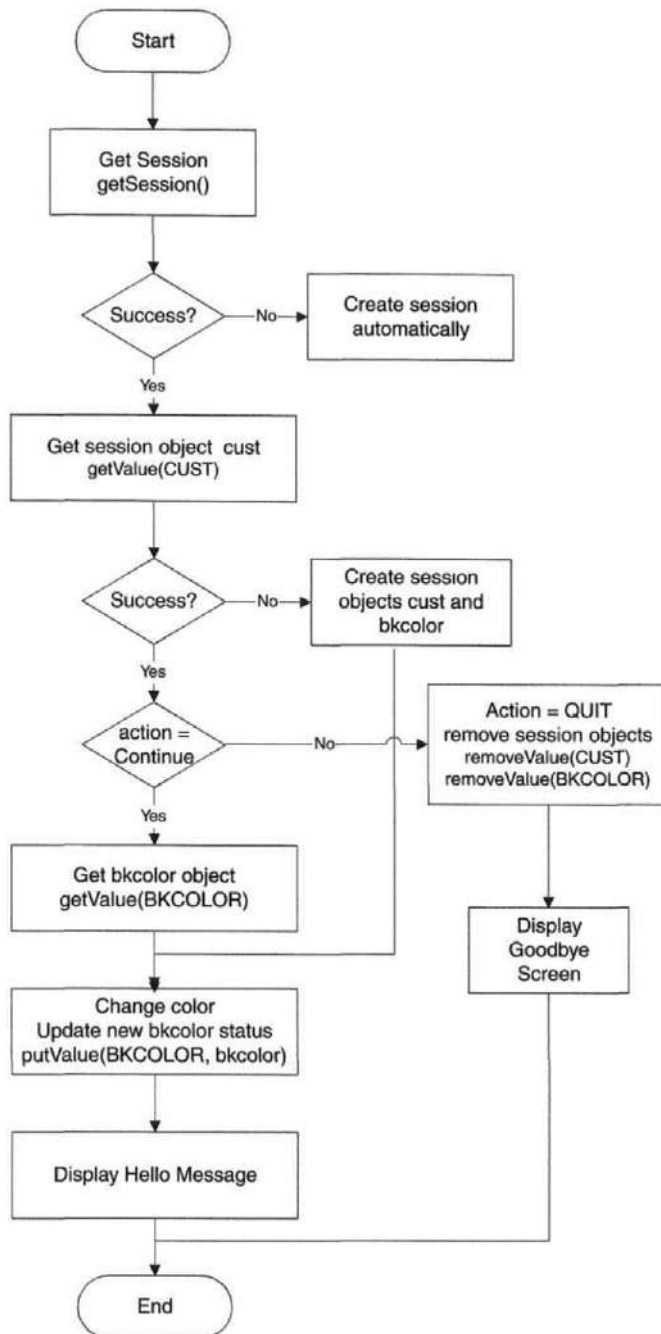 Start
Get Session
getSession()
Success?
No
Create session
automatically
Yes
Get session object cust
getValue(CUST)
Success?
No
Create session
objects cust and
bkcolor
Yes
action =
Continue
No
Action = QUIT
remove session objects
removeValue(CUST)
removeValue(BKCOLOR)
Yes
Get bkcolor object
getValue(BKCOLOR)
Display
Goodbye
Screen
Change color
Update new bkcolor status
putValue(BKCOLOR, bkcolor)
Display Hello Message
End